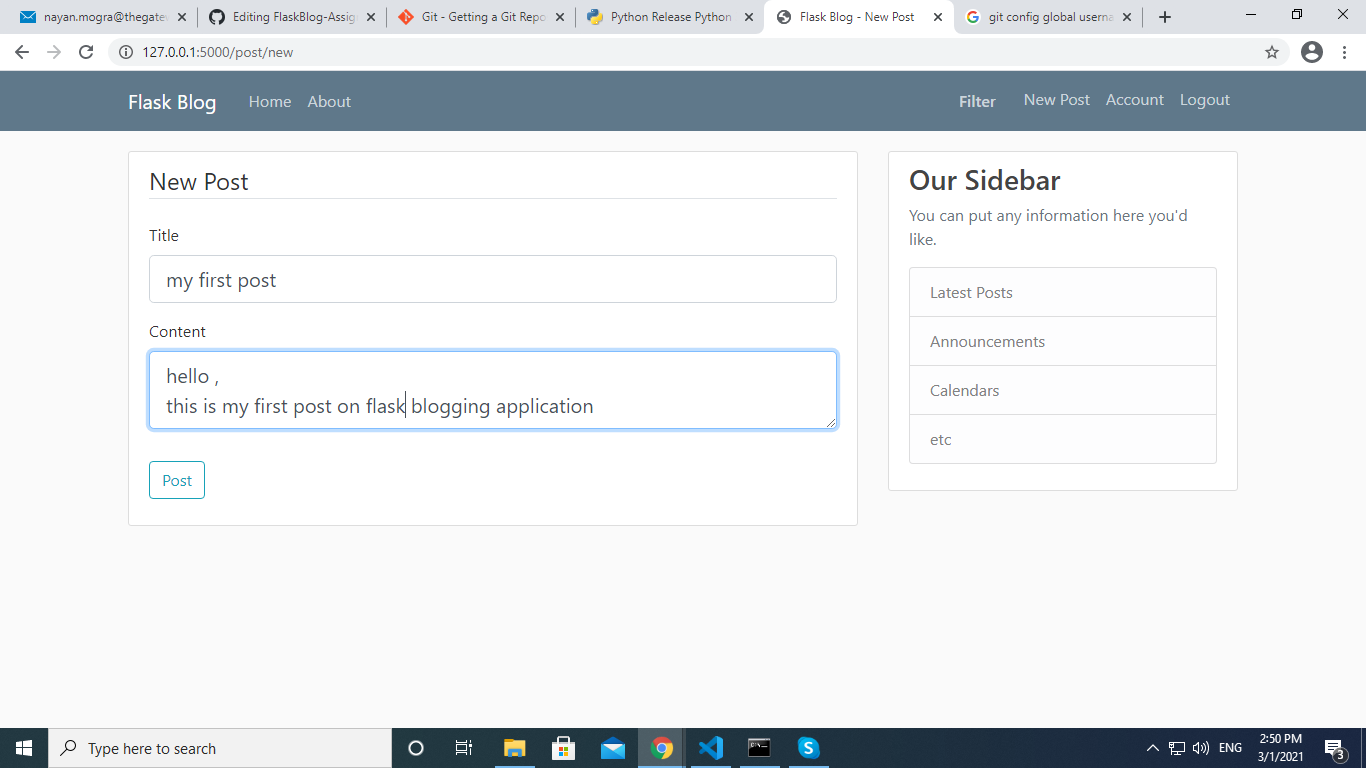 nayan.mogra@thegatew
Editing FlaskBlog-Assig
Git - Getting a Git Repo
Python Release Python
Flask Blog - New Post
git config global userna
127.0.0.1:5000/post/new
Flask Blog
Home
About
Filter
New Post
Account
Logout
New Post
Title
my first post
Content
hello ,
this is my first post on flask blogging application
Post
Our Sidebar
You can put any information here you'd
like.
Latest Posts
Announcements
Calendars
etc
Type here to search
ENG
2:50 PM
3/1/2021
3